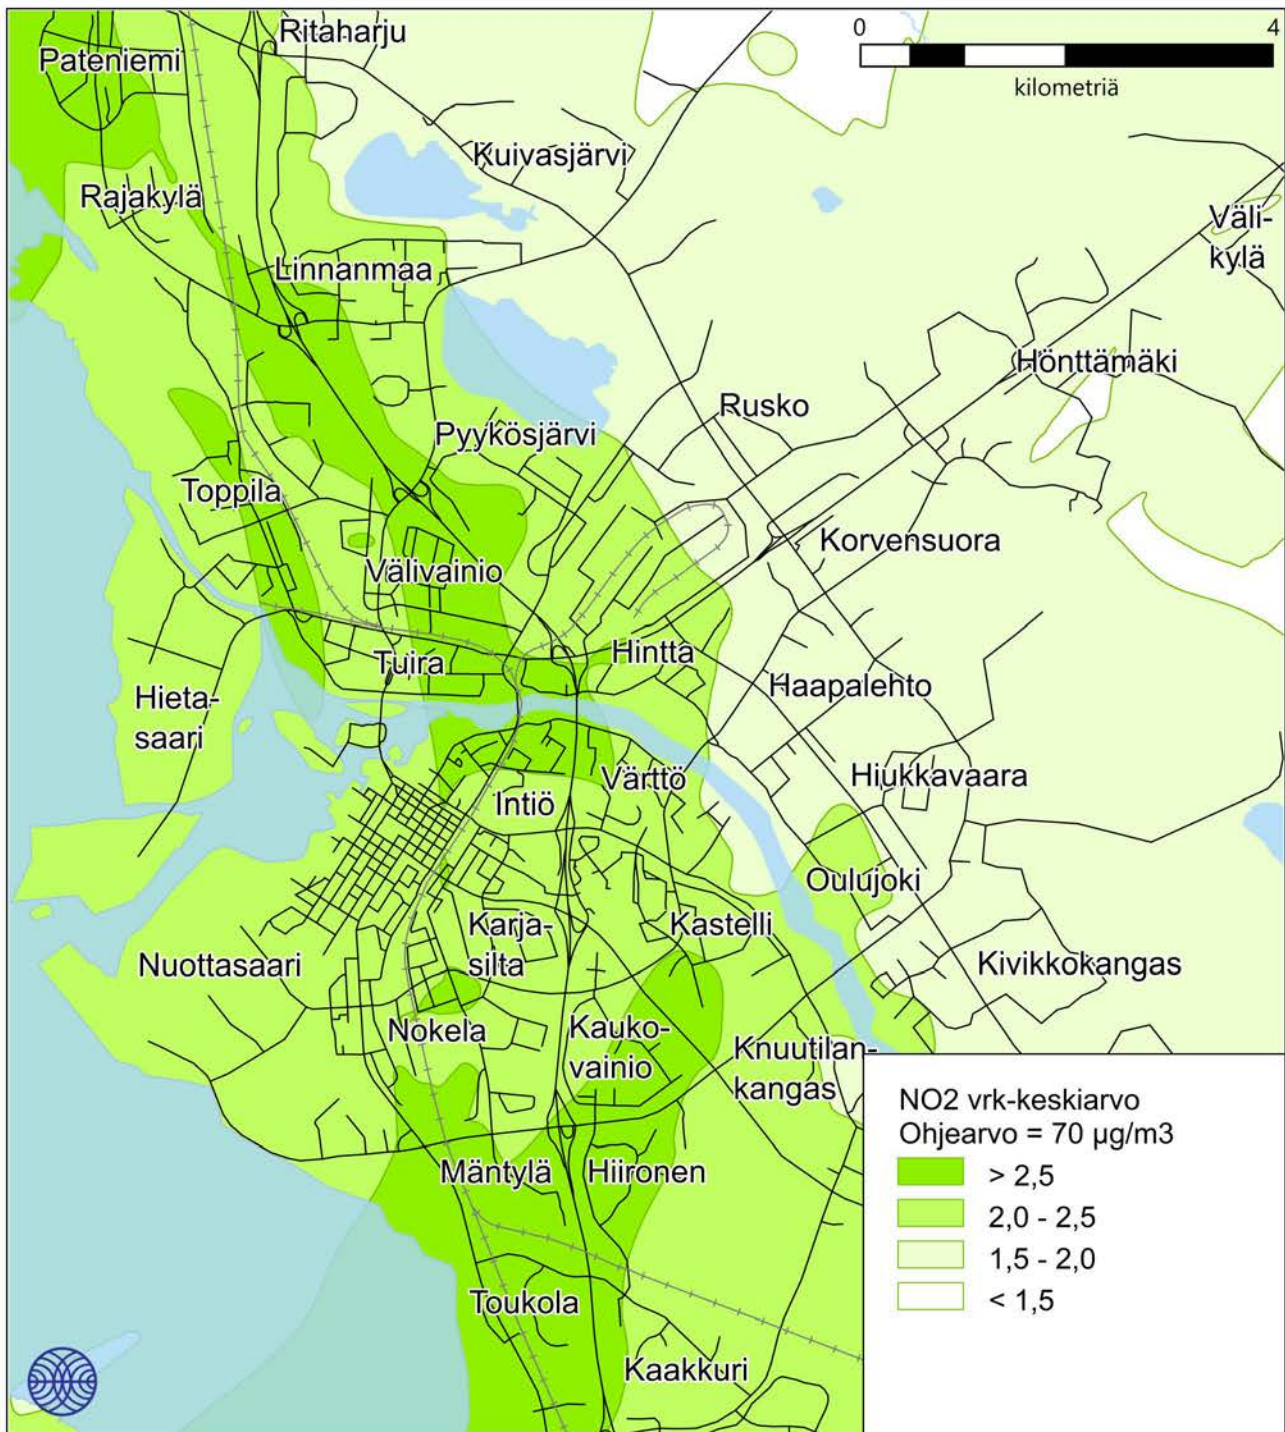 Ritaharju
0
4
Pateniemi
kilometriä
Kuivasjärvi
Rajakylä
Väli-
kylä
Linnanmaa
Hönttämäki
Rusko
Pyykösjärvi
Toppila
Korvensuora
Välivainio
Hintta
Tuira
Haapalehto
Hieta-
saari
Hiukkavaara
Värttö
Intiö
Oulujoki
Karja-
silta
Kastelli
Nuottasaari
Kivikkokangas
Nokela
Kauko-
vainio
Knuutilan-
kangas
NO2 vrk-keskiarvo
Ohjearvo = 70 µg/m3
> 2,5
2,0 - 2,5
1,5 - 2,0
< 1,5
Mäntylä
Hiironen
Toukola
Kaakkuri